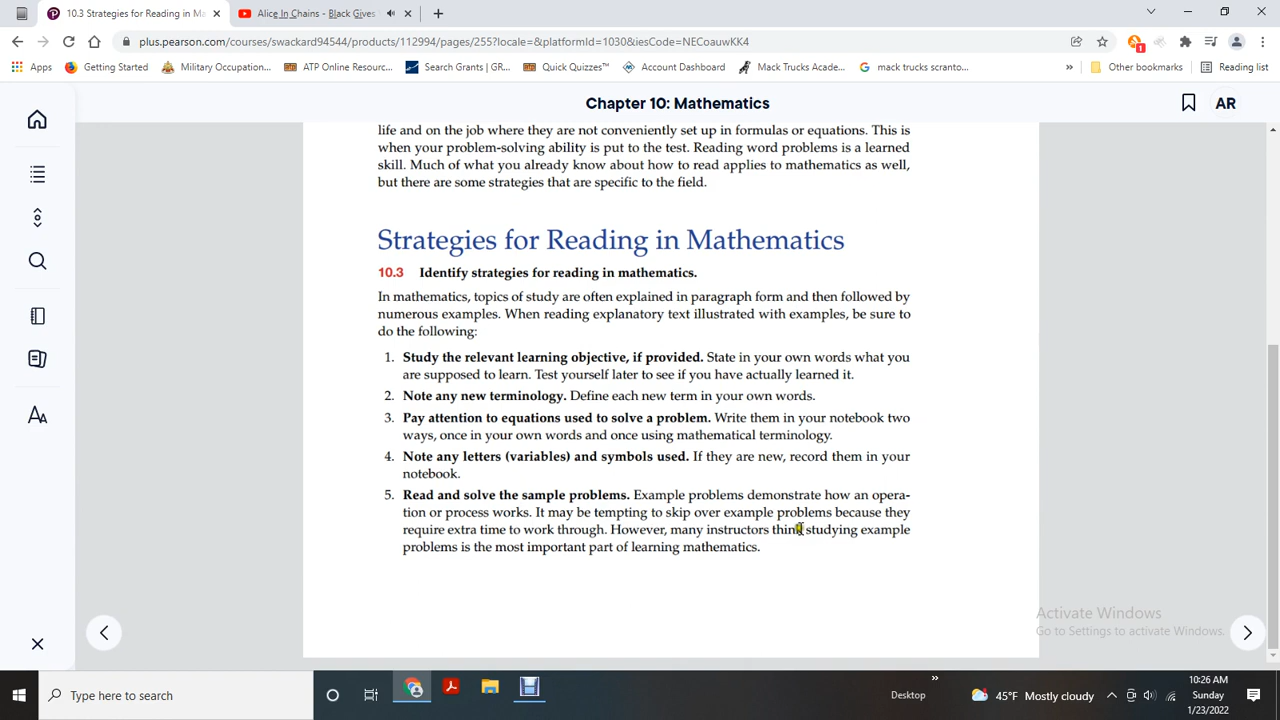 10.3 Strategies for Reading in Ma
Alice In Chains - Black Gives
plus.pearson.com/courses/swackard94544/products/112994/pages/255?locale=&platformId=1030&iesCode=NECoauwKK4
1
Apps
Getting Started
Military Occupation...
ATP Online Resourc...
Search Grants | GR...
Quick Quizzes™
Account Dashboard
Mack Trucks Acade...
mack trucks scranto...
»
Other bookmarks
Reading list
Chapter 10: Mathematics
AR
life and on the job where they are not conveniently set up in formulas or equations. This is
when your problem-solving ability is put to the test. Reading word problems is a learned
skill. Much of what you already know about how to read applies to mathematics as well,
but there are some strategies that are specific to the field.
Strategies for Reading in Mathematics
10.3 Identify strategies for reading in mathematics.
In mathematics, topics of study are often explained in paragraph form and then followed by
numerous examples. When reading explanatory text illustrated with examples, be sure to
do the following:
1. Study the relevant learning objective, if provided. State in your own words what you
are supposed to learn. Test yourself later to see if you have actually learned it.
2. Note any new terminology. Define each new term in your own words.
3. Pay attention to equations used to solve a problem. Write them in your notebook two
ways, once in your own words and once using mathematical terminology.
4. Note any letters (variables) and symbols used. If they are new, record them in your
notebook.
5. Read and solve the sample problems. Example problems demonstrate how an opera-
tion or process works. It may be tempting to skip over example problems because they
require extra time to work through. However, many instructors think studying example
problems is the most important part of learning mathematics.
Activate Windows
Go to Settings to activate Windows.
AA
Type here to search
Desktop
»
45°F Mostly cloudy
10:26 AM
Sunday
1/23/2022